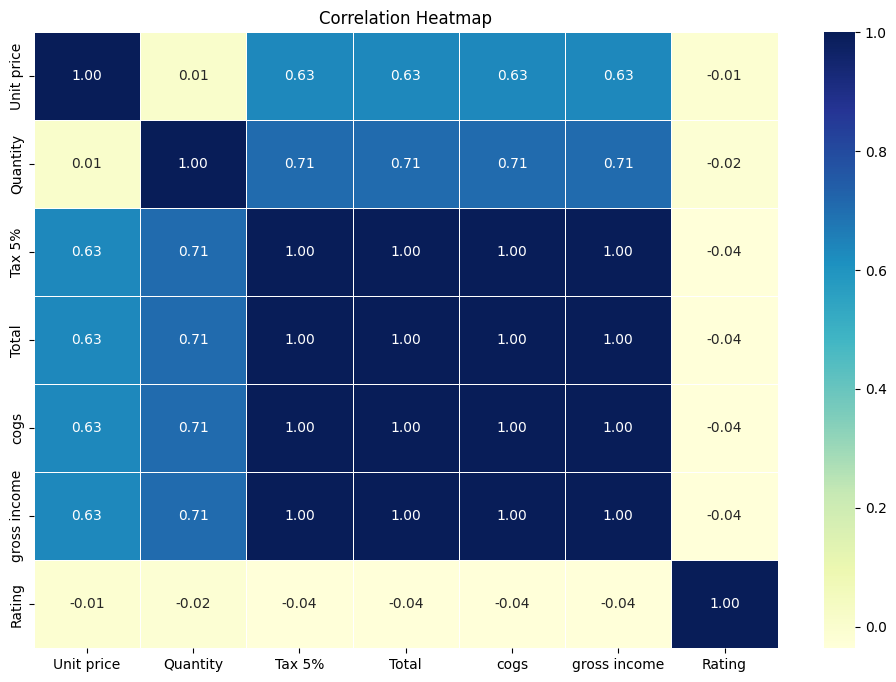 Correlation Heatmap
Unit price 1.00 0.01 0.63 0.63 0.63 0.63 -0.01
Quantity 0.01 1.00 0.71 0.71 0.71 0.71 -0.02
Tax 5% 0.63 0.71 1.00 1.00 1.00 1.00 -0.04
Total 0.63 0.71 1.00 1.00 1.00 1.00 -0.04
cogs 0.63 0.71 1.00 1.00 1.00 1.00 -0.04
gross income 0.63 0.71 1.00 1.00 1.00 1.00 -0.04
Rating -0.01 -0.02 -0.04 -0.04 -0.04 -0.04 1.00
Unit price Quantity Tax 5% Total cogs gross income Rating
1.0
0.8
0.6
0.4
0.2
0.0